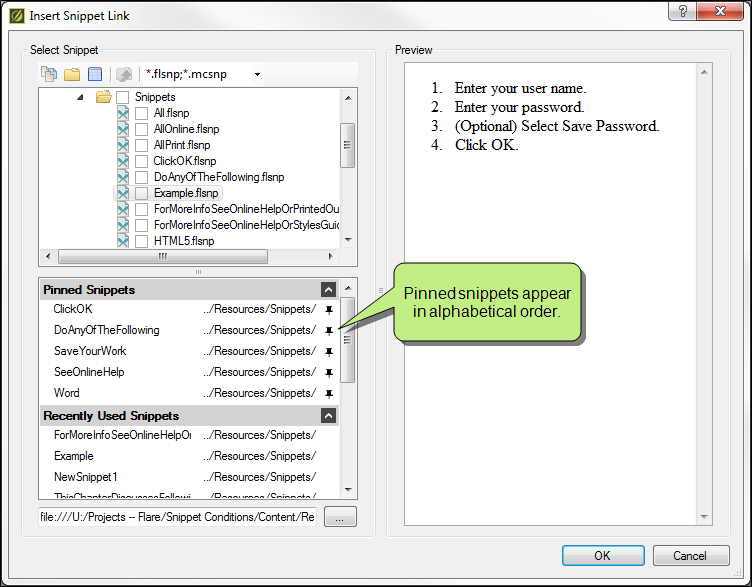 Insert Snippet Link
?
Select Snippet
*.flsnp;*.mcsnp
Snippets
All.flsnp
AllOnline.flsnp
AllPrint.flsnp
ClickOK.flsnp
DoAnyOfTheFollowing.flsnp
Example.flsnp
ForMoreInfoSeeOnlineHelpOrPrintedOu
ForMoreInfoSeeOnlineHelpOrStylesGuid
HTML5.flsnp
Pinned Snippets
ClickOK ../Resources/Snippets/
DoAnyOfTheFollowing ../Resources/Snippets/
SaveYourWork ../Resources/Snippets/
SeeOnlineHelp ../Resources/Snippets/
Word ../Resources/Snippets/
Recently Used Snippets
ForMoreInfoSeeOnlineHelpOr ../Resources/Snippets/
Example ../Resources/Snippets/
NewSnippet1 ../Resources/Snippets/
ThisChapterDiscussesFollowi ../Resources/Snippets/
file:///U:/Projects -- Flare/Snippet Conditions/Content/Re
...
Preview
1. Enter your user name.
2. Enter your password.
3. (Optional) Select Save Password.
4. Click OK.
Pinned snippets appear
in alphabetical order.
OK Cancel